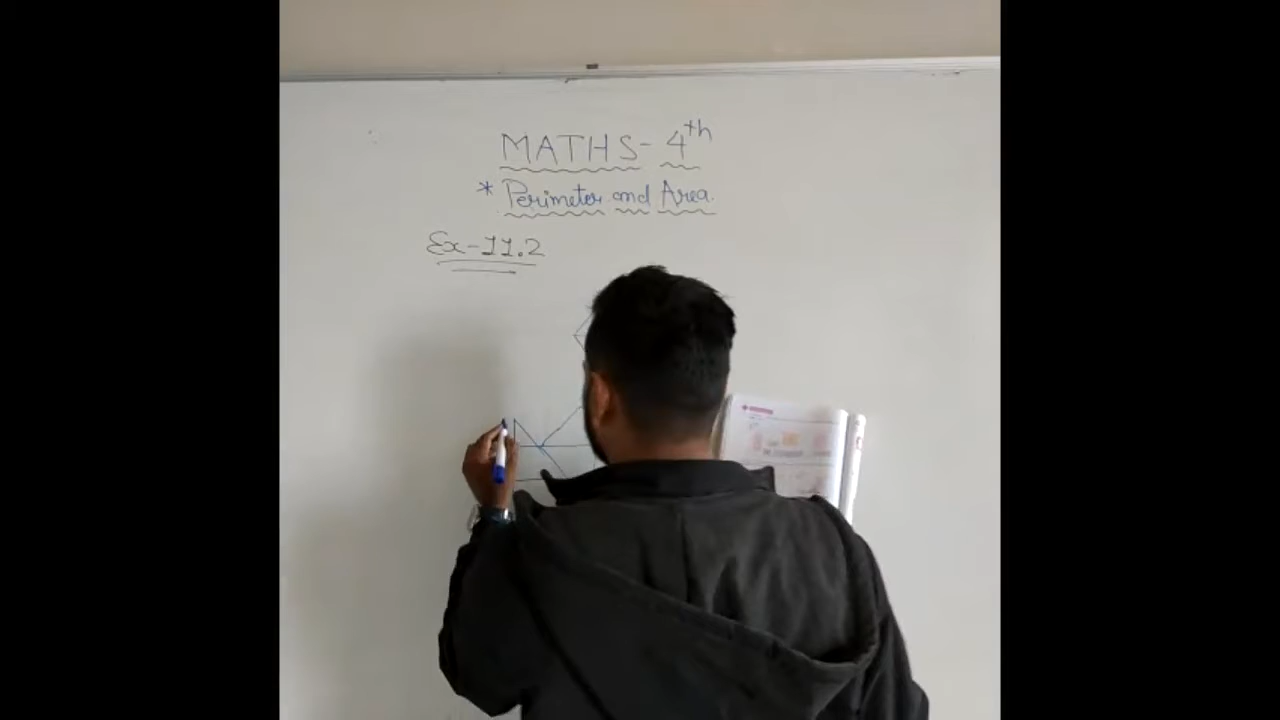 MATHS- 4th
* Perimeter and Area.
Ex-11.2